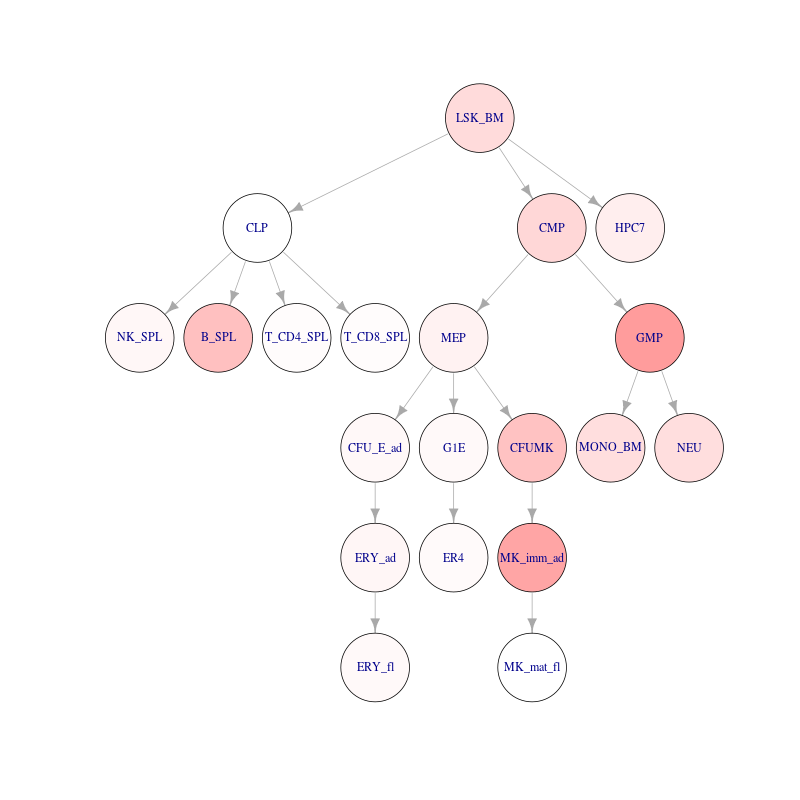 LSK_BM
CLP
CMP
HPC7
NK_SPL
B_SPL
T_CD4_SPL
T_CD8_SPL
MEP
GMP
CFU_E_ad
G1E
CFUMK
MONO_BM
NEU
ERY_ad
ER4
MK_imm_ad
ERY_fl
MK_mat_fl